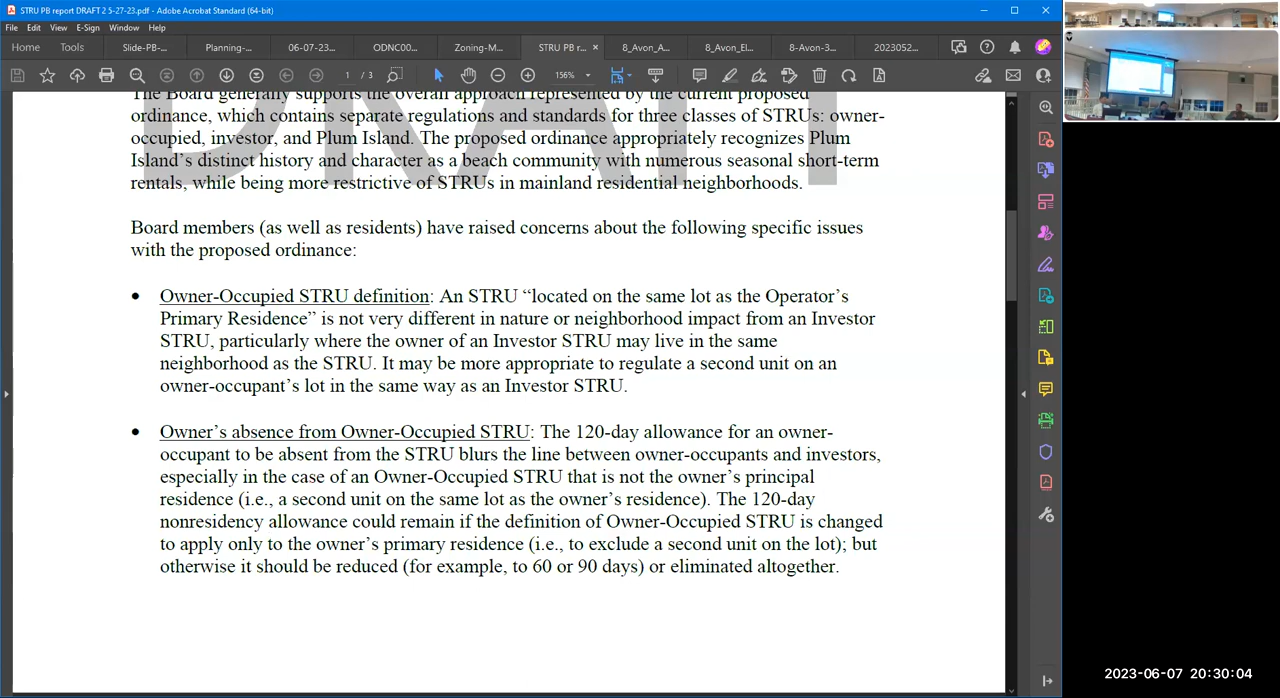 STRU PB report DRAFT 2 5-27-23.pdf - Adobe Acrobat Standard (64-bit)
File Edit View E-Sign Window Help
Home Tools Slide-PB-... Planning-... 06-07-23... ODNC00... Zoning-M... STRU PB r... × 8_Avon_A... 8_Avon_El... 8-Avon-3... 2023052...
1 / 3 156%
DRAFT
The Board generally supports the overall approach represented by the current proposed
ordinance, which contains separate regulations and standards for three classes of STRUs: owner-
occupied, investor, and Plum Island. The proposed ordinance appropriately recognizes Plum
Island's distinct history and character as a beach community with numerous seasonal short-term
rentals, while being more restrictive of STRUs in mainland residential neighborhoods.
Board members (as well as residents) have raised concerns about the following specific issues
with the proposed ordinance:
• Owner-Occupied STRU definition: An STRU “located on the same lot as the Operator’s
Primary Residence” is not very different in nature or neighborhood impact from an Investor
STRU, particularly where the owner of an Investor STRU may live in the same
neighborhood as the STRU. It may be more appropriate to regulate a second unit on an
owner-occupant’s lot in the same way as an Investor STRU.
• Owner’s absence from Owner-Occupied STRU: The 120-day allowance for an owner-
occupant to be absent from the STRU blurs the line between owner-occupants and investors,
especially in the case of an Owner-Occupied STRU that is not the owner’s principal
residence (i.e., a second unit on the same lot as the owner’s residence). The 120-day
nonresidency allowance could remain if the definition of Owner-Occupied STRU is changed
to apply only to the owner’s primary residence (i.e., to exclude a second unit on the lot); but
otherwise it should be reduced (for example, to 60 or 90 days) or eliminated altogether.
2023-06-07 20:30:04